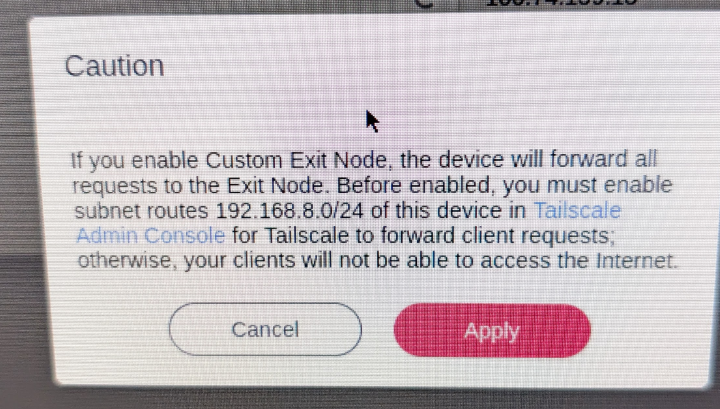 Caution
If you enable Custom Exit Node, the device will forward all
requests to the Exit Node. Before enabled, you must enable
subnet routes 192.168.8.0/24 of this device in Tailscale
Admin Console for Tailscale to forward client requests;
otherwise, your clients will not be able to access the Internet.
Cancel
Apply